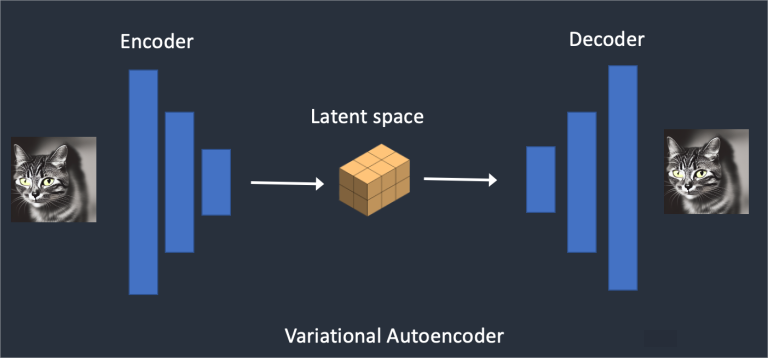 Encoder
Decoder
Latent space
Variational Autoencoder